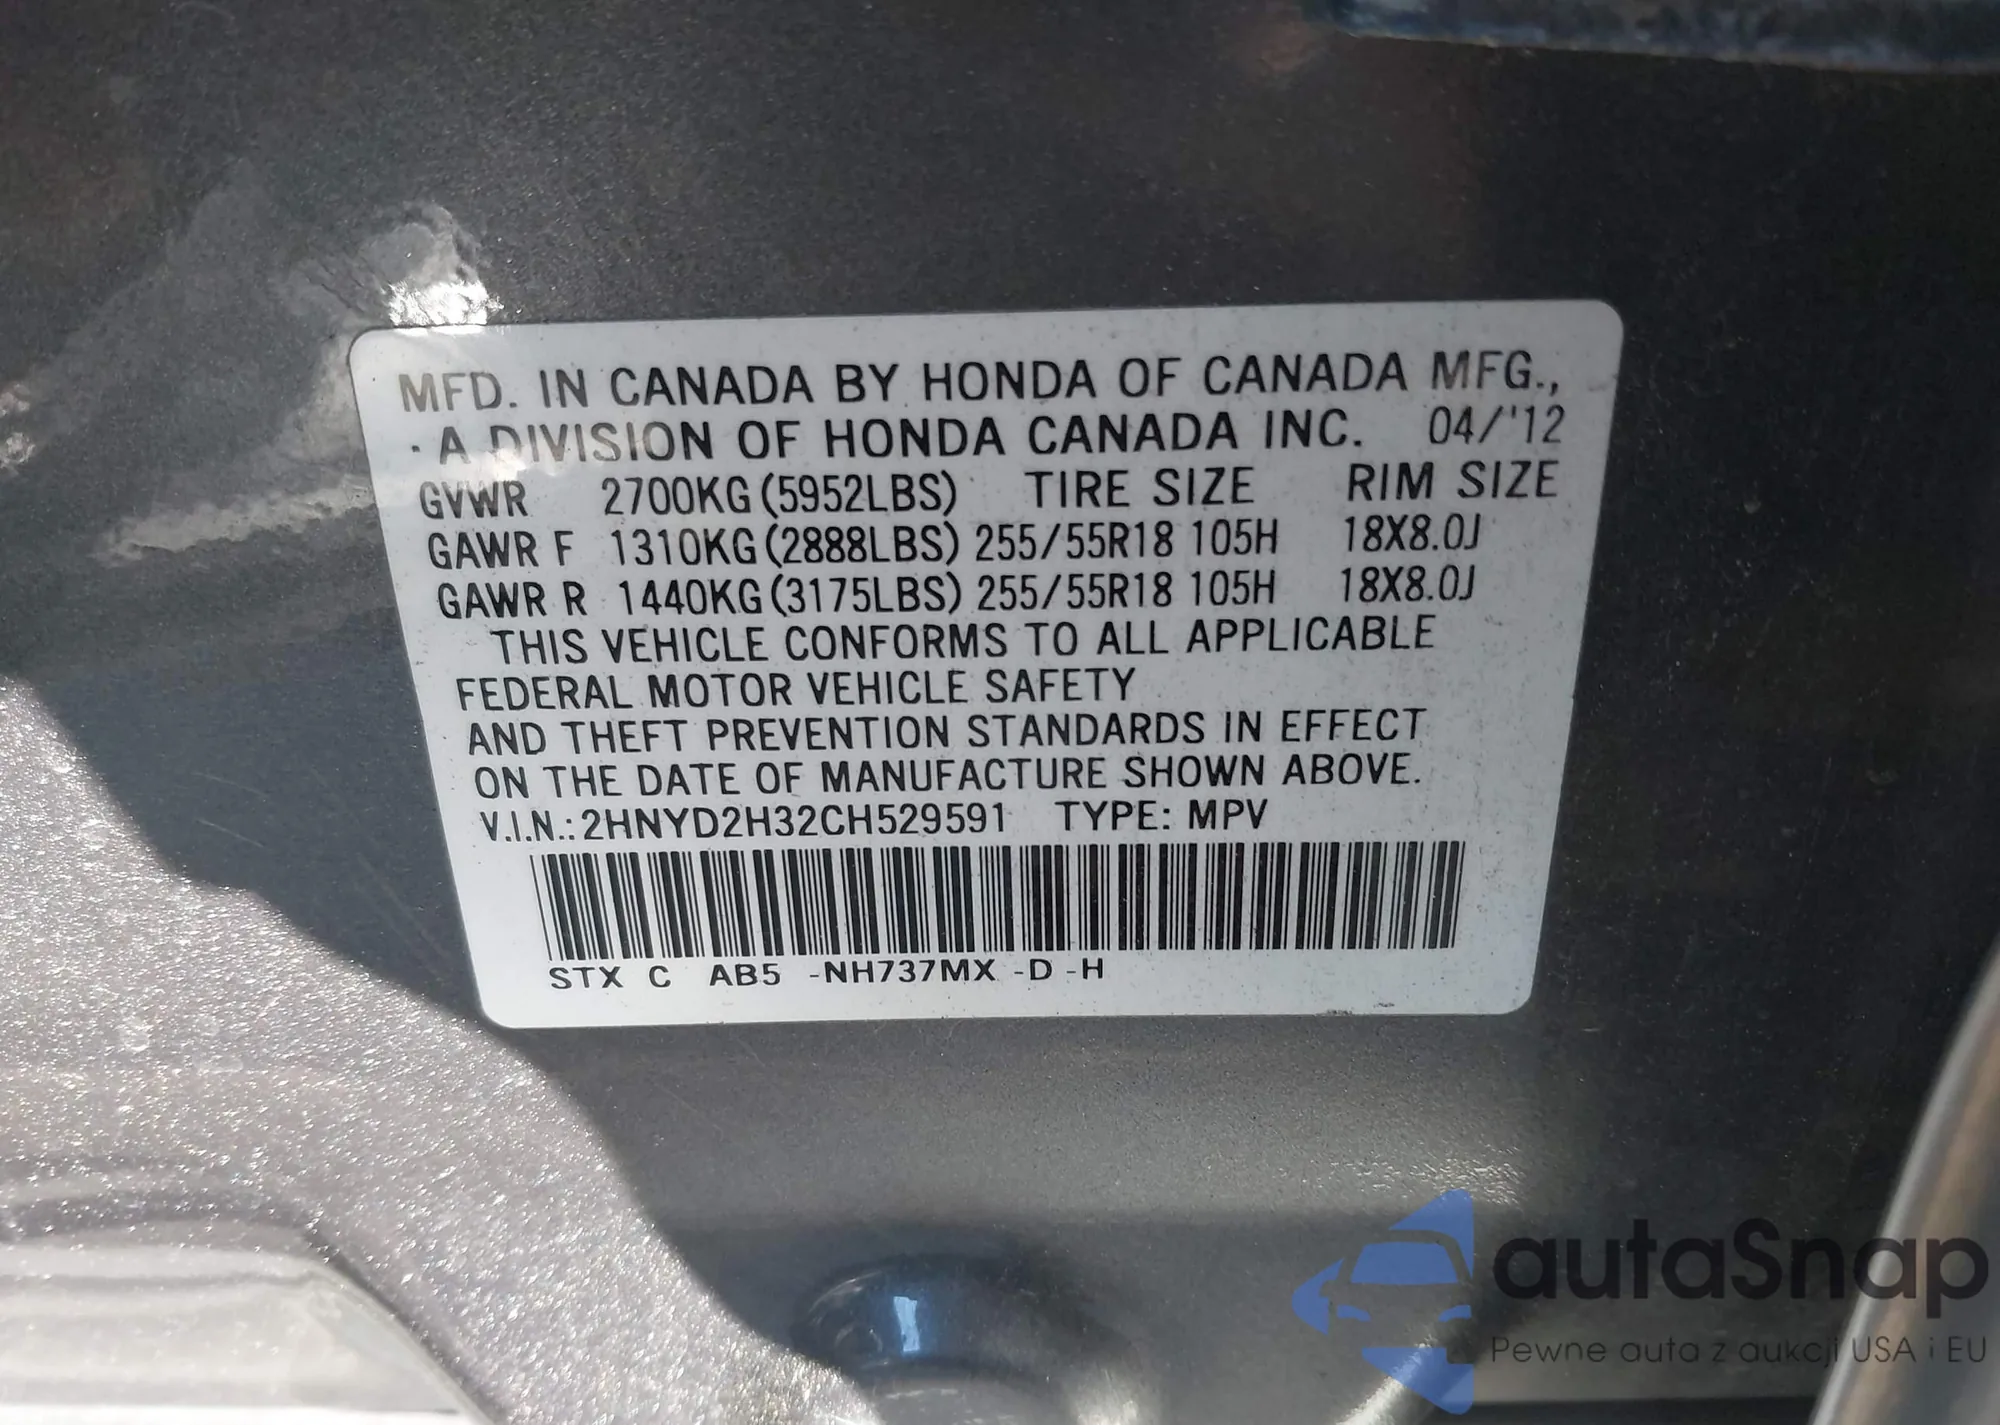 MFD. IN CANADA BY HONDA OF CANADA MFG.,
· A DIVISION OF HONDA CANADA INC. 04/'12
GVWR 2700KG (5952LBS) TIRE SIZE RIM SIZE
GAWR F 1310KG (2888LBS) 255/55R18 105H 18X8.0J
GAWR R 1440KG (3175LBS) 255/55R18 105H 18X8.0J
THIS VEHICLE CONFORMS TO ALL APPLICABLE
FEDERAL MOTOR VEHICLE SAFETY
AND THEFT PREVENTION STANDARDS IN EFFECT
ON THE DATE OF MANUFACTURE SHOWN ABOVE.
V.I.N.: 2HNYD2H32CH529591 TYPE: MPV
STX C AB5 -NH737MX -D -H
autaSnap
Pewne auta z aukcji USA i EU